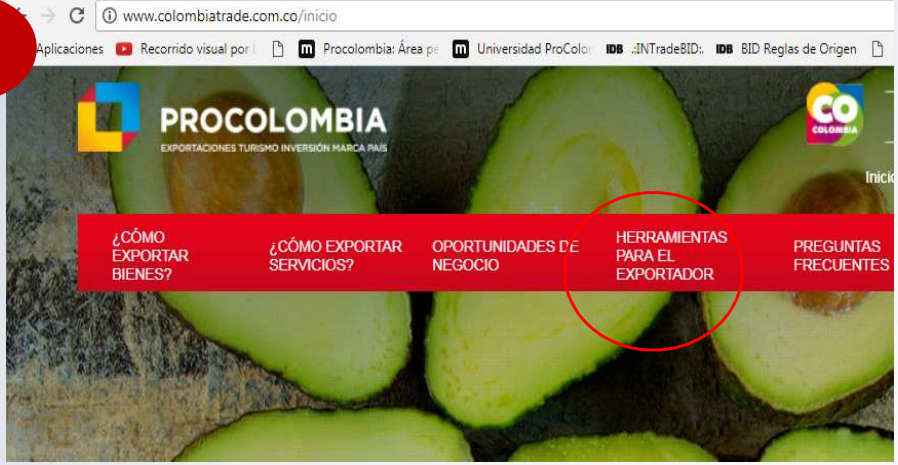 www.colombiatrade.com.co/inicio
Aplicaciones Recorrido visual por Procolombia: Área pe Universidad ProColor IDB .:INTradeBID:. IDB BID Reglas de Origen
PROCOLOMBIA
EXPORTACIONES TURISMO INVERSIÓN MARCA PAÍS
CO
COLOMBIA
Inicio
¿CÓMO
EXPORTAR
BIENES?
¿CÓMO EXPORTAR
SERVICIOS?
OPORTUNIDADES DE
NEGOCIO
HERRAMIENTAS
PARA EL
EXPORTADOR
PREGUNTAS
FRECUENTES